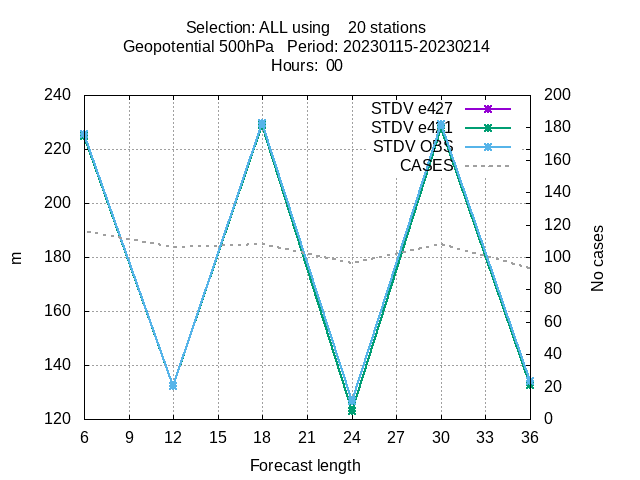 Selection: ALL using 20 stations
Geopotential 500hPa Period: 20230115-20230214
Hours: 00
240
220
200
180
160
140
120
m
200
180
160
140
120
100
80
60
40
20
0
No cases
STDV e427
STDV e421
STDV OBS
CASES
6 9 12 15 18 21 24 27 30 33 36
Forecast length